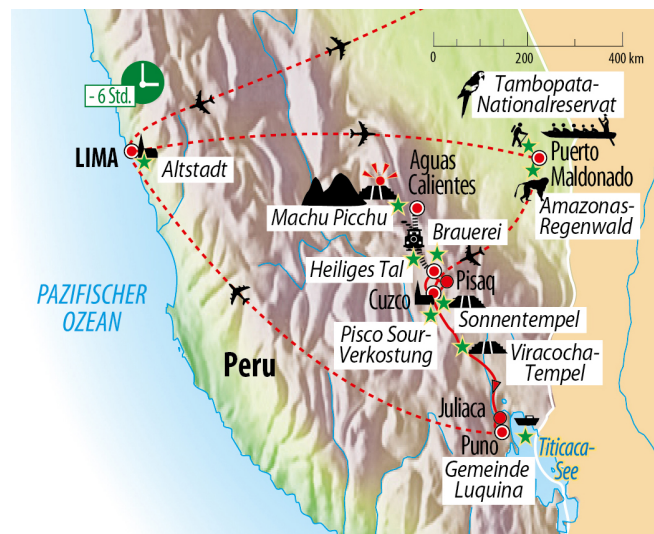 0 200 400 km
- 6 Std.
Tambopata-
Nationalreservat
LIMA
Altstadt
Puerto
Maldonado
Aguas
Calientes
Machu Picchu
Amazonas-
Regenwald
Brauerei
Heiliges Tal
Pisaq
Cuzco
Sonnentempel
PAZIFISCHER
OZEAN
Pisco Sour-
Verkostung
Viracocha-
Tempel
Peru
Juliaca
Puno
Titicaca-
See
Gemeinde
Luquina